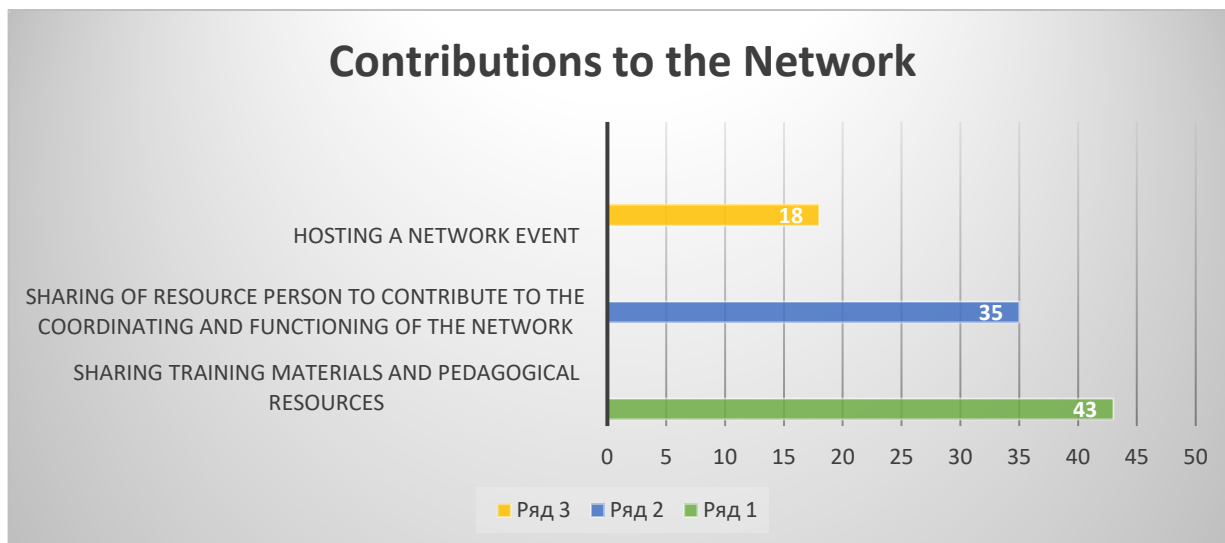 Contributions to the Network
18
HOSTING A NETWORK EVENT
SHARING OF RESOURCE PERSON TO CONTRIBUTE TO THE
COORDINATING AND FUNCTIONING OF THE NETWORK
35
SHARING TRAINING MATERIALS AND PEDAGOGICAL
RESOURCES
43
0 5 10 15 20 25 30 35 40 45 50
Ряд 3 Ряд 2 Ряд 1